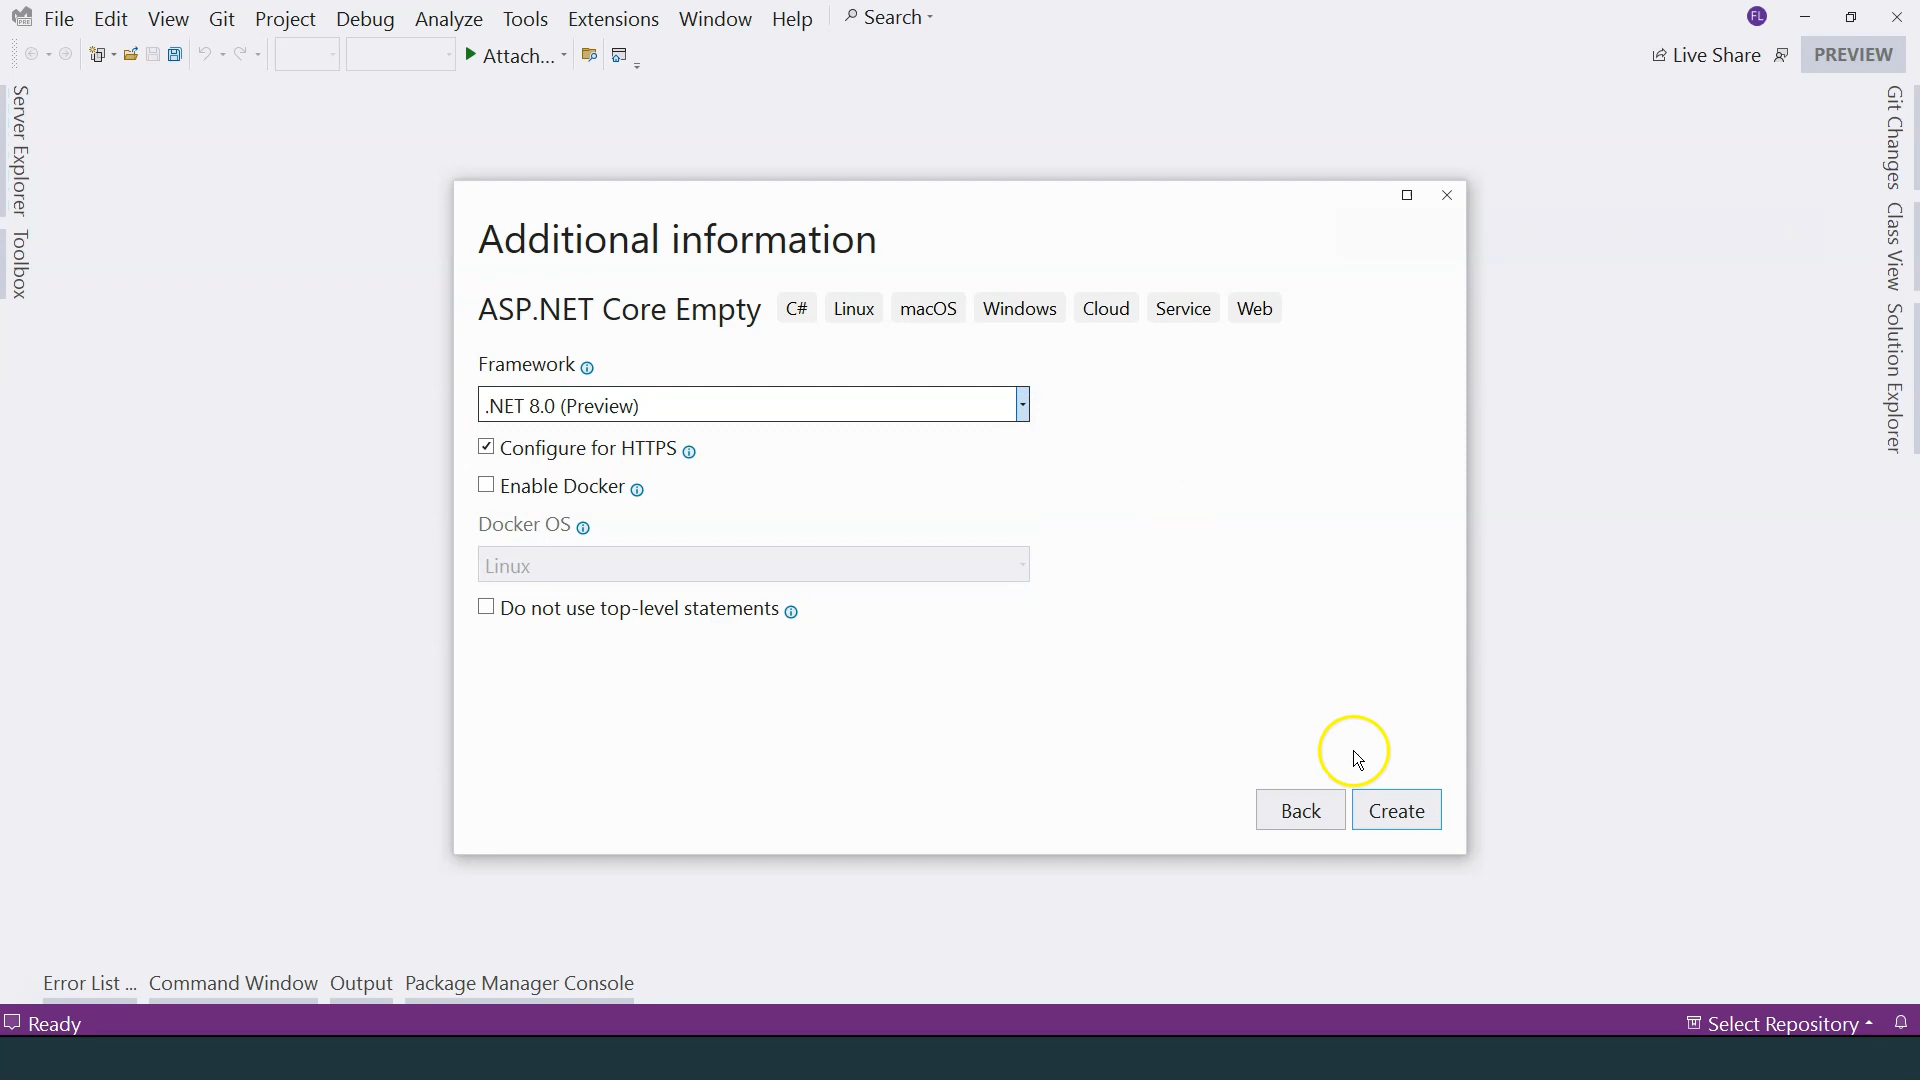 File Edit View Git Project Debug Analyze Tools Extensions Window Help Search FL
Attach... Live Share PREVIEW
Server Explorer
Toolbox
Git Changes
Class View
Solution Explorer
Additional information
ASP.NET Core Empty C# Linux macOS Windows Cloud Service Web
Framework
.NET 8.0 (Preview)
Configure for HTTPS
Enable Docker
Docker OS
Linux
Do not use top-level statements
Back Create
Error List ... Command Window Output Package Manager Console
Ready Select Repository